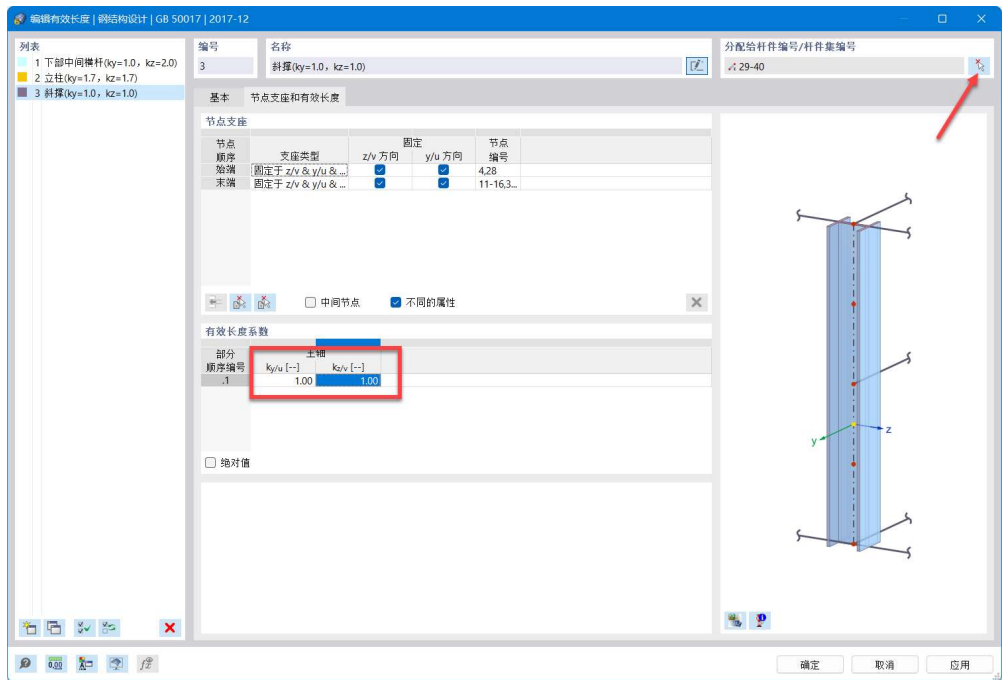 编辑有效长度 | 钢结构设计 | GB 50017 | 2017-12
列表
1 下部中间横杆(ky=1.0，kz=2.0)
2 立柱(ky=1.7，kz=1.7)
3 斜撑(ky=1.0，kz=1.0)
编号
3
名称
斜撑(ky=1.0，kz=1.0)
分配给杆件编号/杆件集编号
29-40
基本 节点支座和有效长度
节点支座
节点 固定 节点
顺序 支座类型 z/v 方向 y/u 方向 编号
始端 固定于 z/v & y/u & ... 4,28
末端 固定于 z/v & y/u & ... 11-16,3...
中间节点 不同的属性
有效长度系数
部分 主轴
顺序编号 ky/u [--] kz/v [--]
.1 1.00 1.00
绝对值
y z
0,00
确定 取消 应用